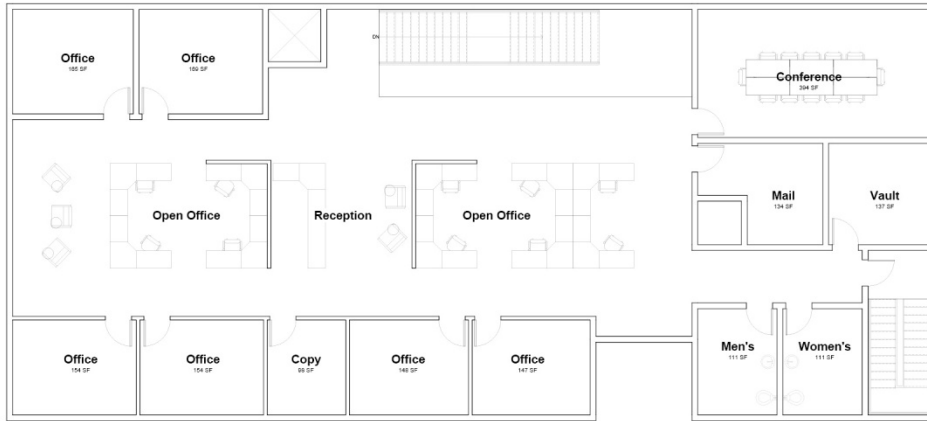 Office
165 SF
Office
169 SF
DN
Conference
394 SF
Open Office
Reception
Open Office
Mail
134 SF
Vault
137 SF
Office
154 SF
Office
154 SF
Copy
99 SF
Office
148 SF
Office
147 SF
Men's
111 SF
Women's
111 SF